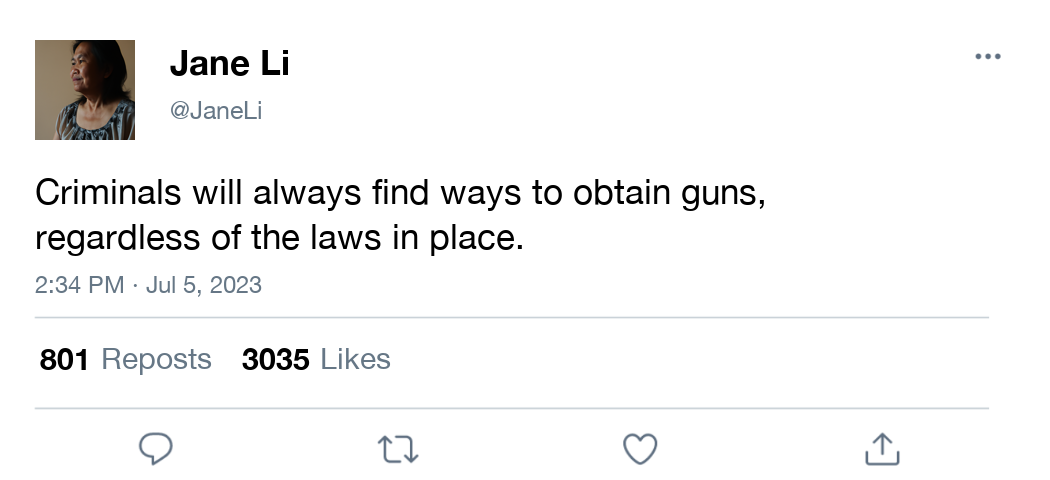 Jane Li
@JaneLi
Criminals will always find ways to obtain guns,
regardless of the laws in place.
2:34 PM · Jul 5, 2023
801 Reposts 3035 Likes